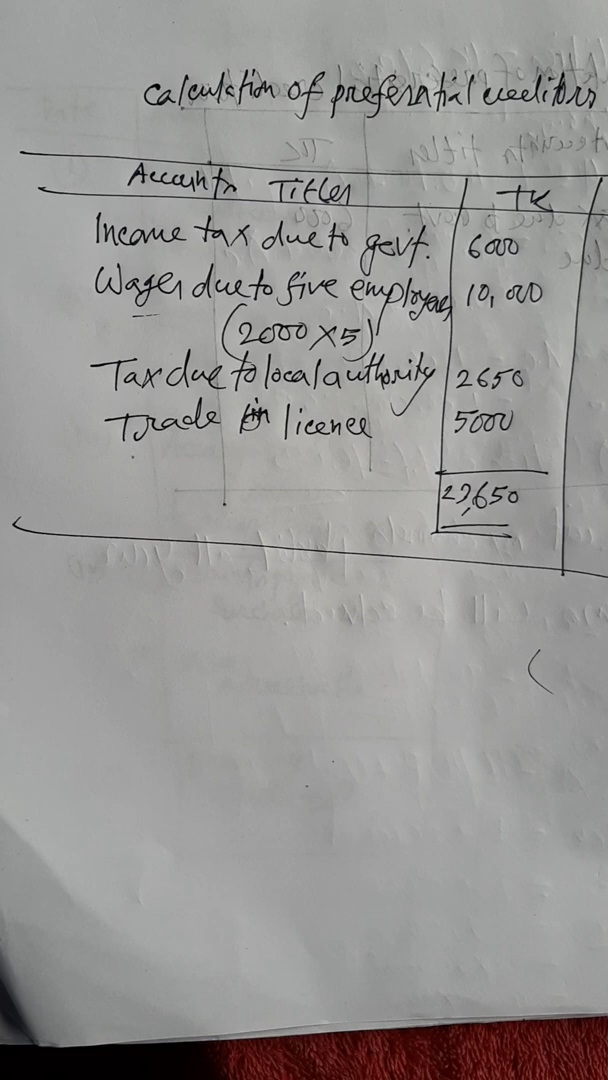 Calculation of preferatial creditors
Accounts Titles TK
Income tax due to govt. 6000
Wages due to five employees 10,000
(2000 X 5)
Tax due to local authority 2650
Trade licence 5000
23,650